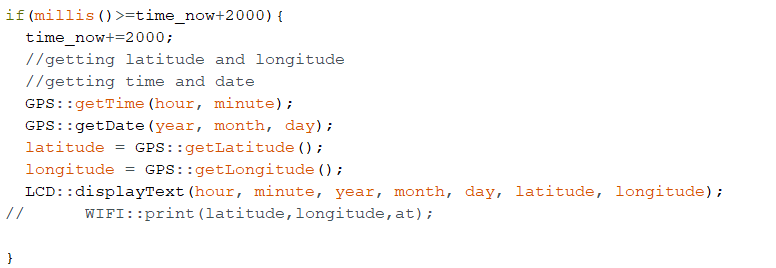 if(millis()>=time_now+2000){
  time_now+=2000;
  //getting latitude and longitude
  //getting time and date
  GPS::getTime(hour, minute);
  GPS::getDate(year, month, day);
  latitude = GPS::getLatitude();
  longitude = GPS::getLongitude();
  LCD::displayText(hour, minute, year, month, day, latitude, longitude);
//      WIFI::print(latitude,longitude,at);
}